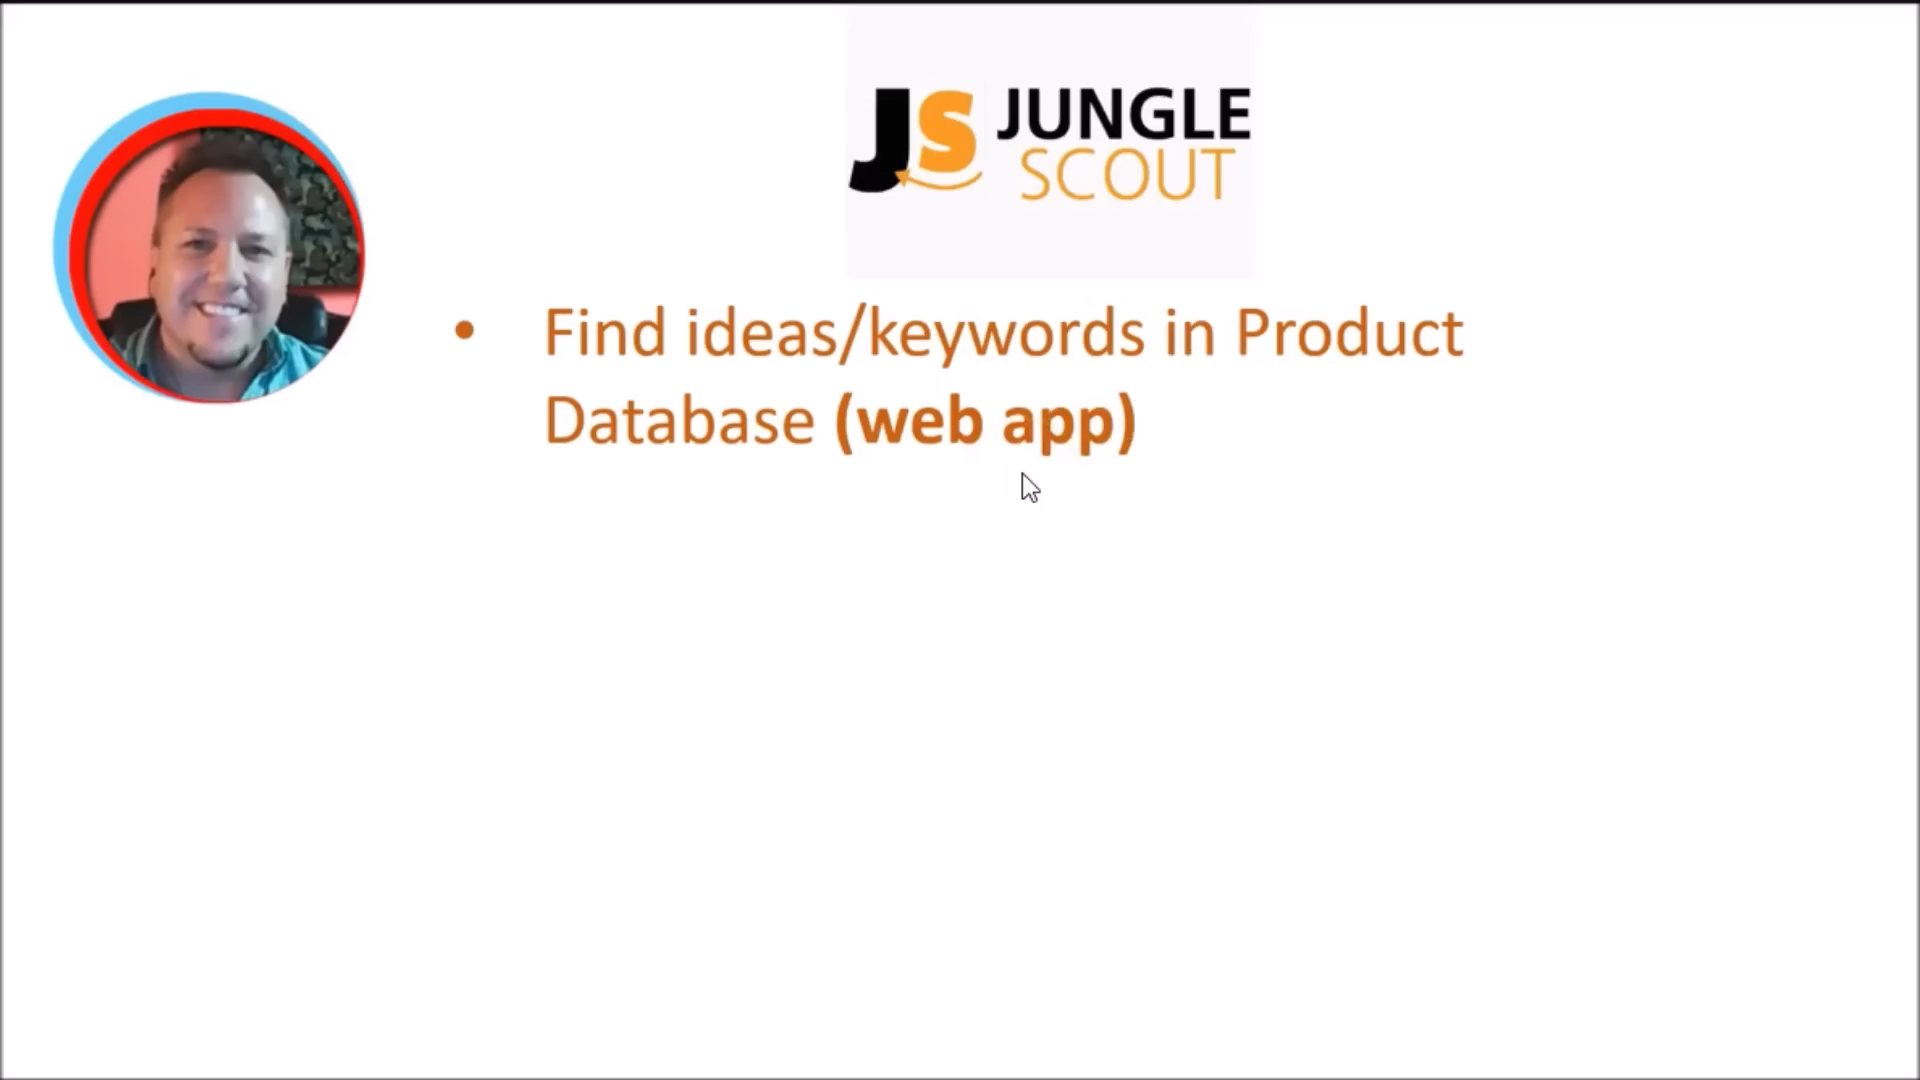 JS JUNGLE
SCOUT
• Find ideas/keywords in Product
Database (web app)